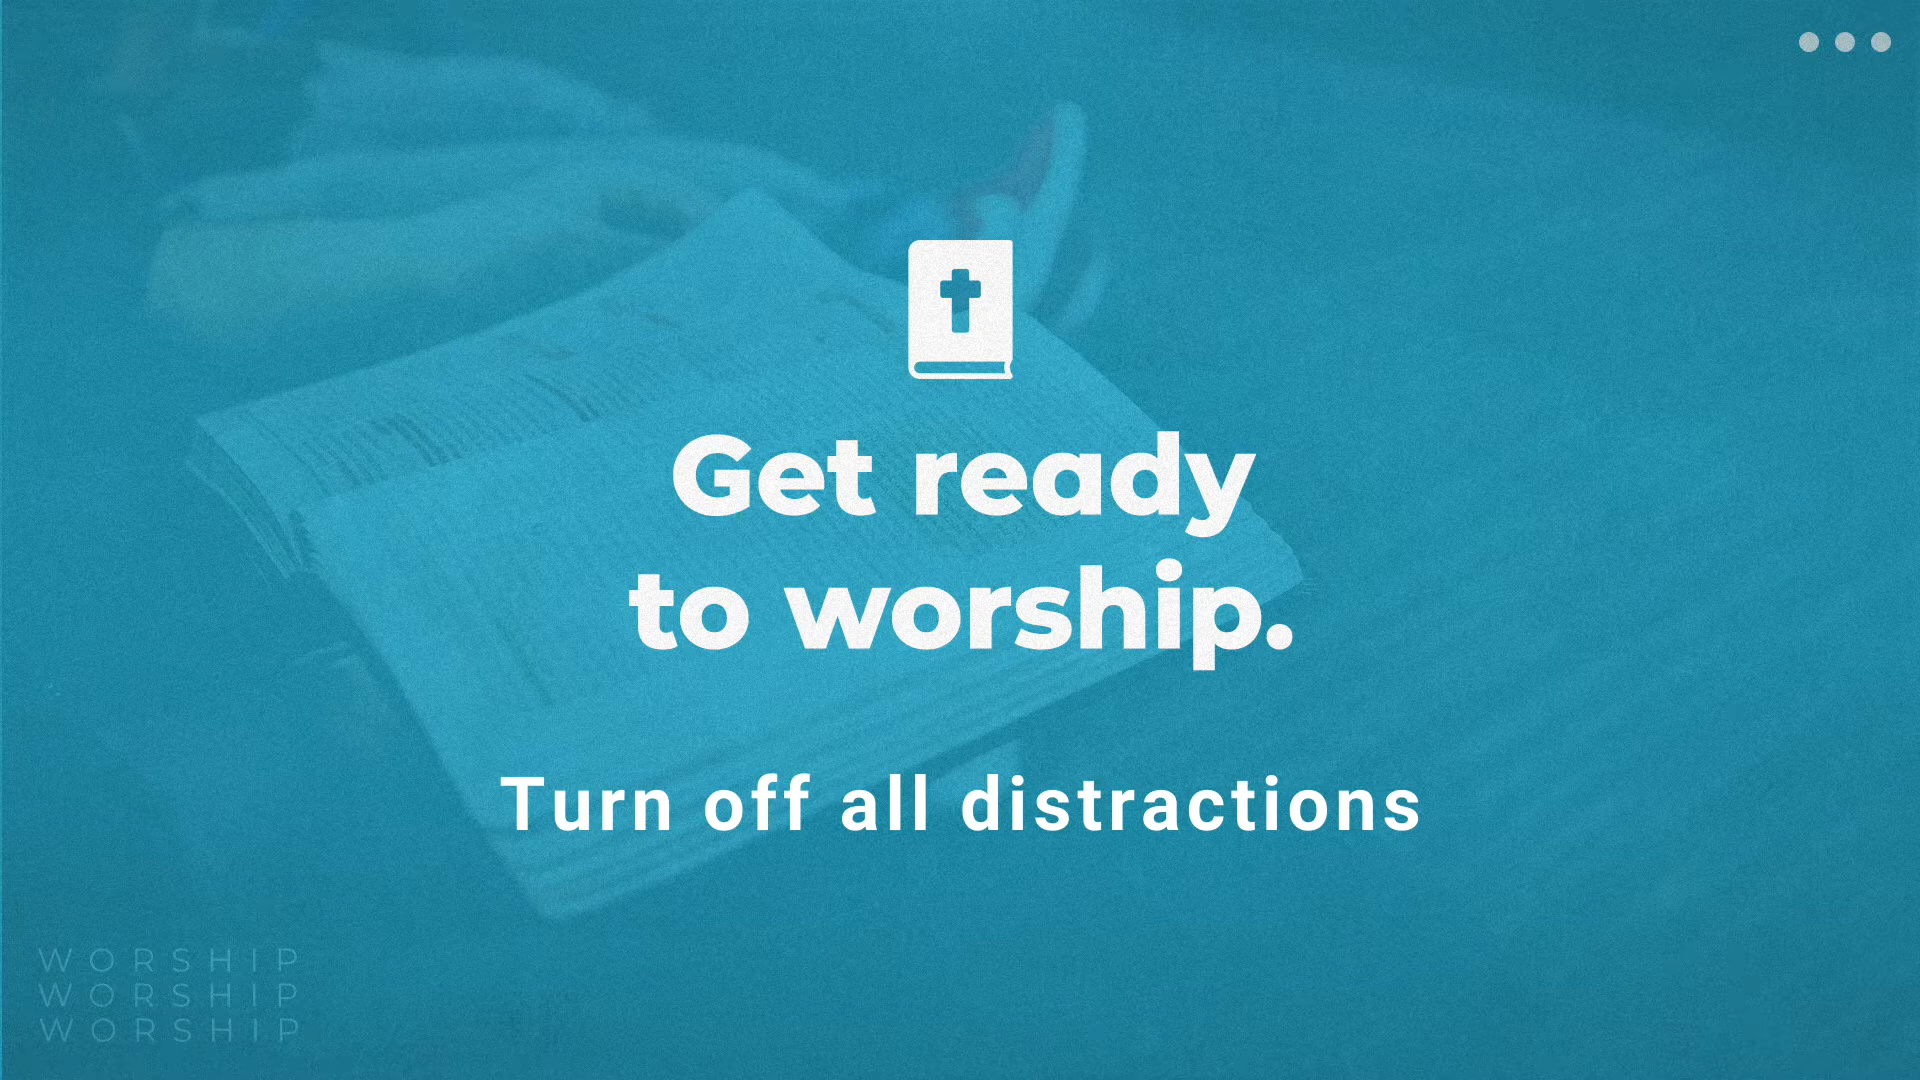 Get ready
to worship.
Turn off all distractions
WORSHIP
WORSHIP
WORSHIP